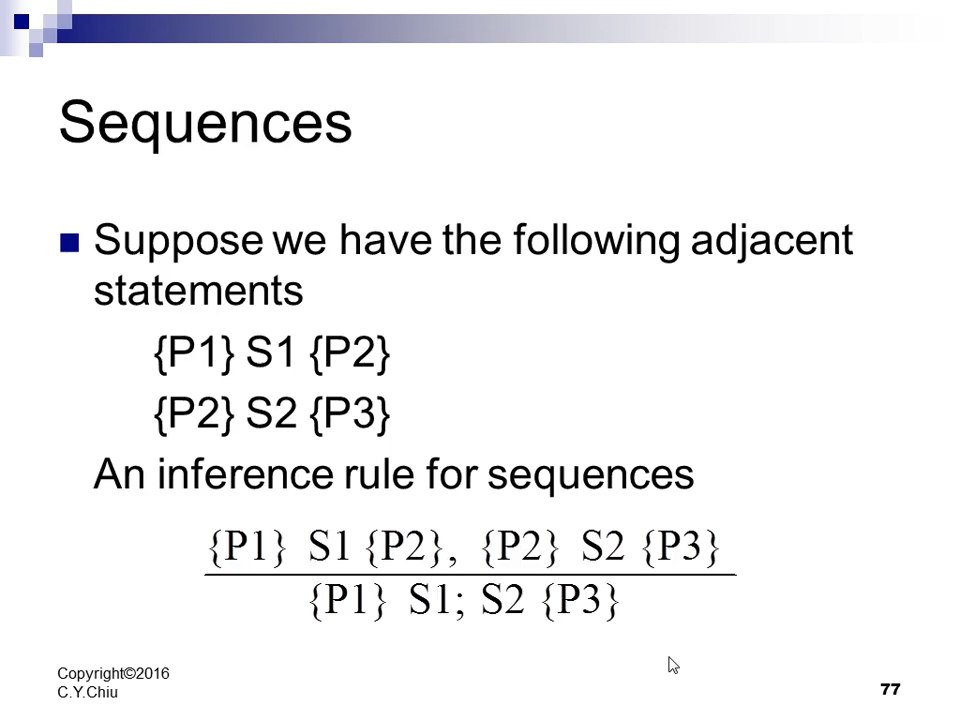 Sequences
Suppose we have the following adjacent
statements
{P1} S1 {P2}
{P2} S2 {P3}
An inference rule for sequences
{P1} S1 {P2}, {P2} S2 {P3}
{P1} S1; S2 {P3}
Copyright©2016
C.Y.Chiu
77